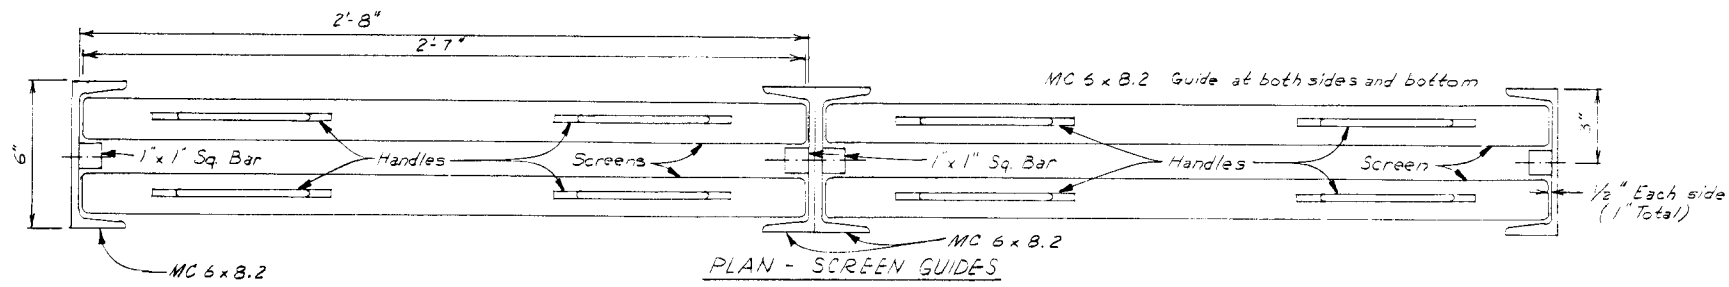 2'-8"
2'-7"
MC 6 x 8.2 Guide at both sides and bottom
6"
3"
1" x 1" Sq. Bar
Handles
Screens
1" x 1" Sq. Bar
Handles
Screen
1/2" Each side
(1" Total)
MC 6 x 8.2
MC 6 x 8.2
PLAN - SCREEN GUIDES